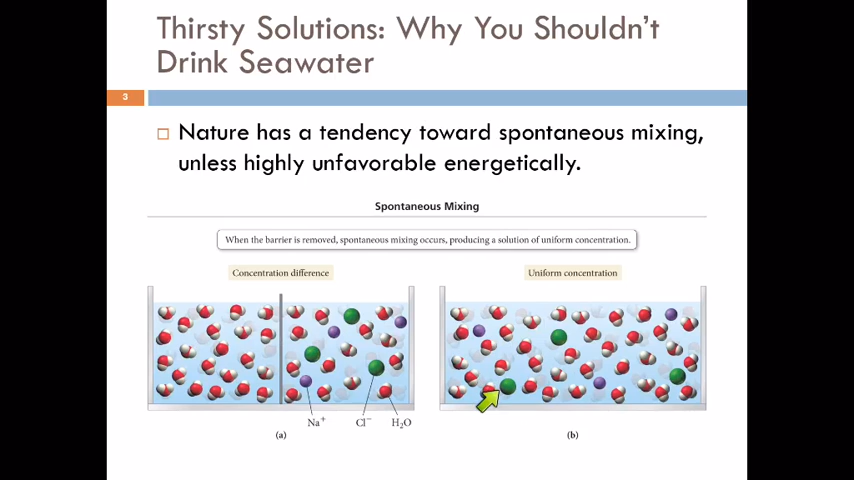 Thirsty Solutions: Why You Shouldn't
Drink Seawater
3
Nature has a tendency toward spontaneous mixing,
unless highly unfavorable energetically.
Spontaneous Mixing
When the barrier is removed, spontaneous mixing occurs, producing a solution of uniform concentration.
Concentration difference
Uniform concentration
Na⁺
Cl⁻
H₂O
(a)
(b)